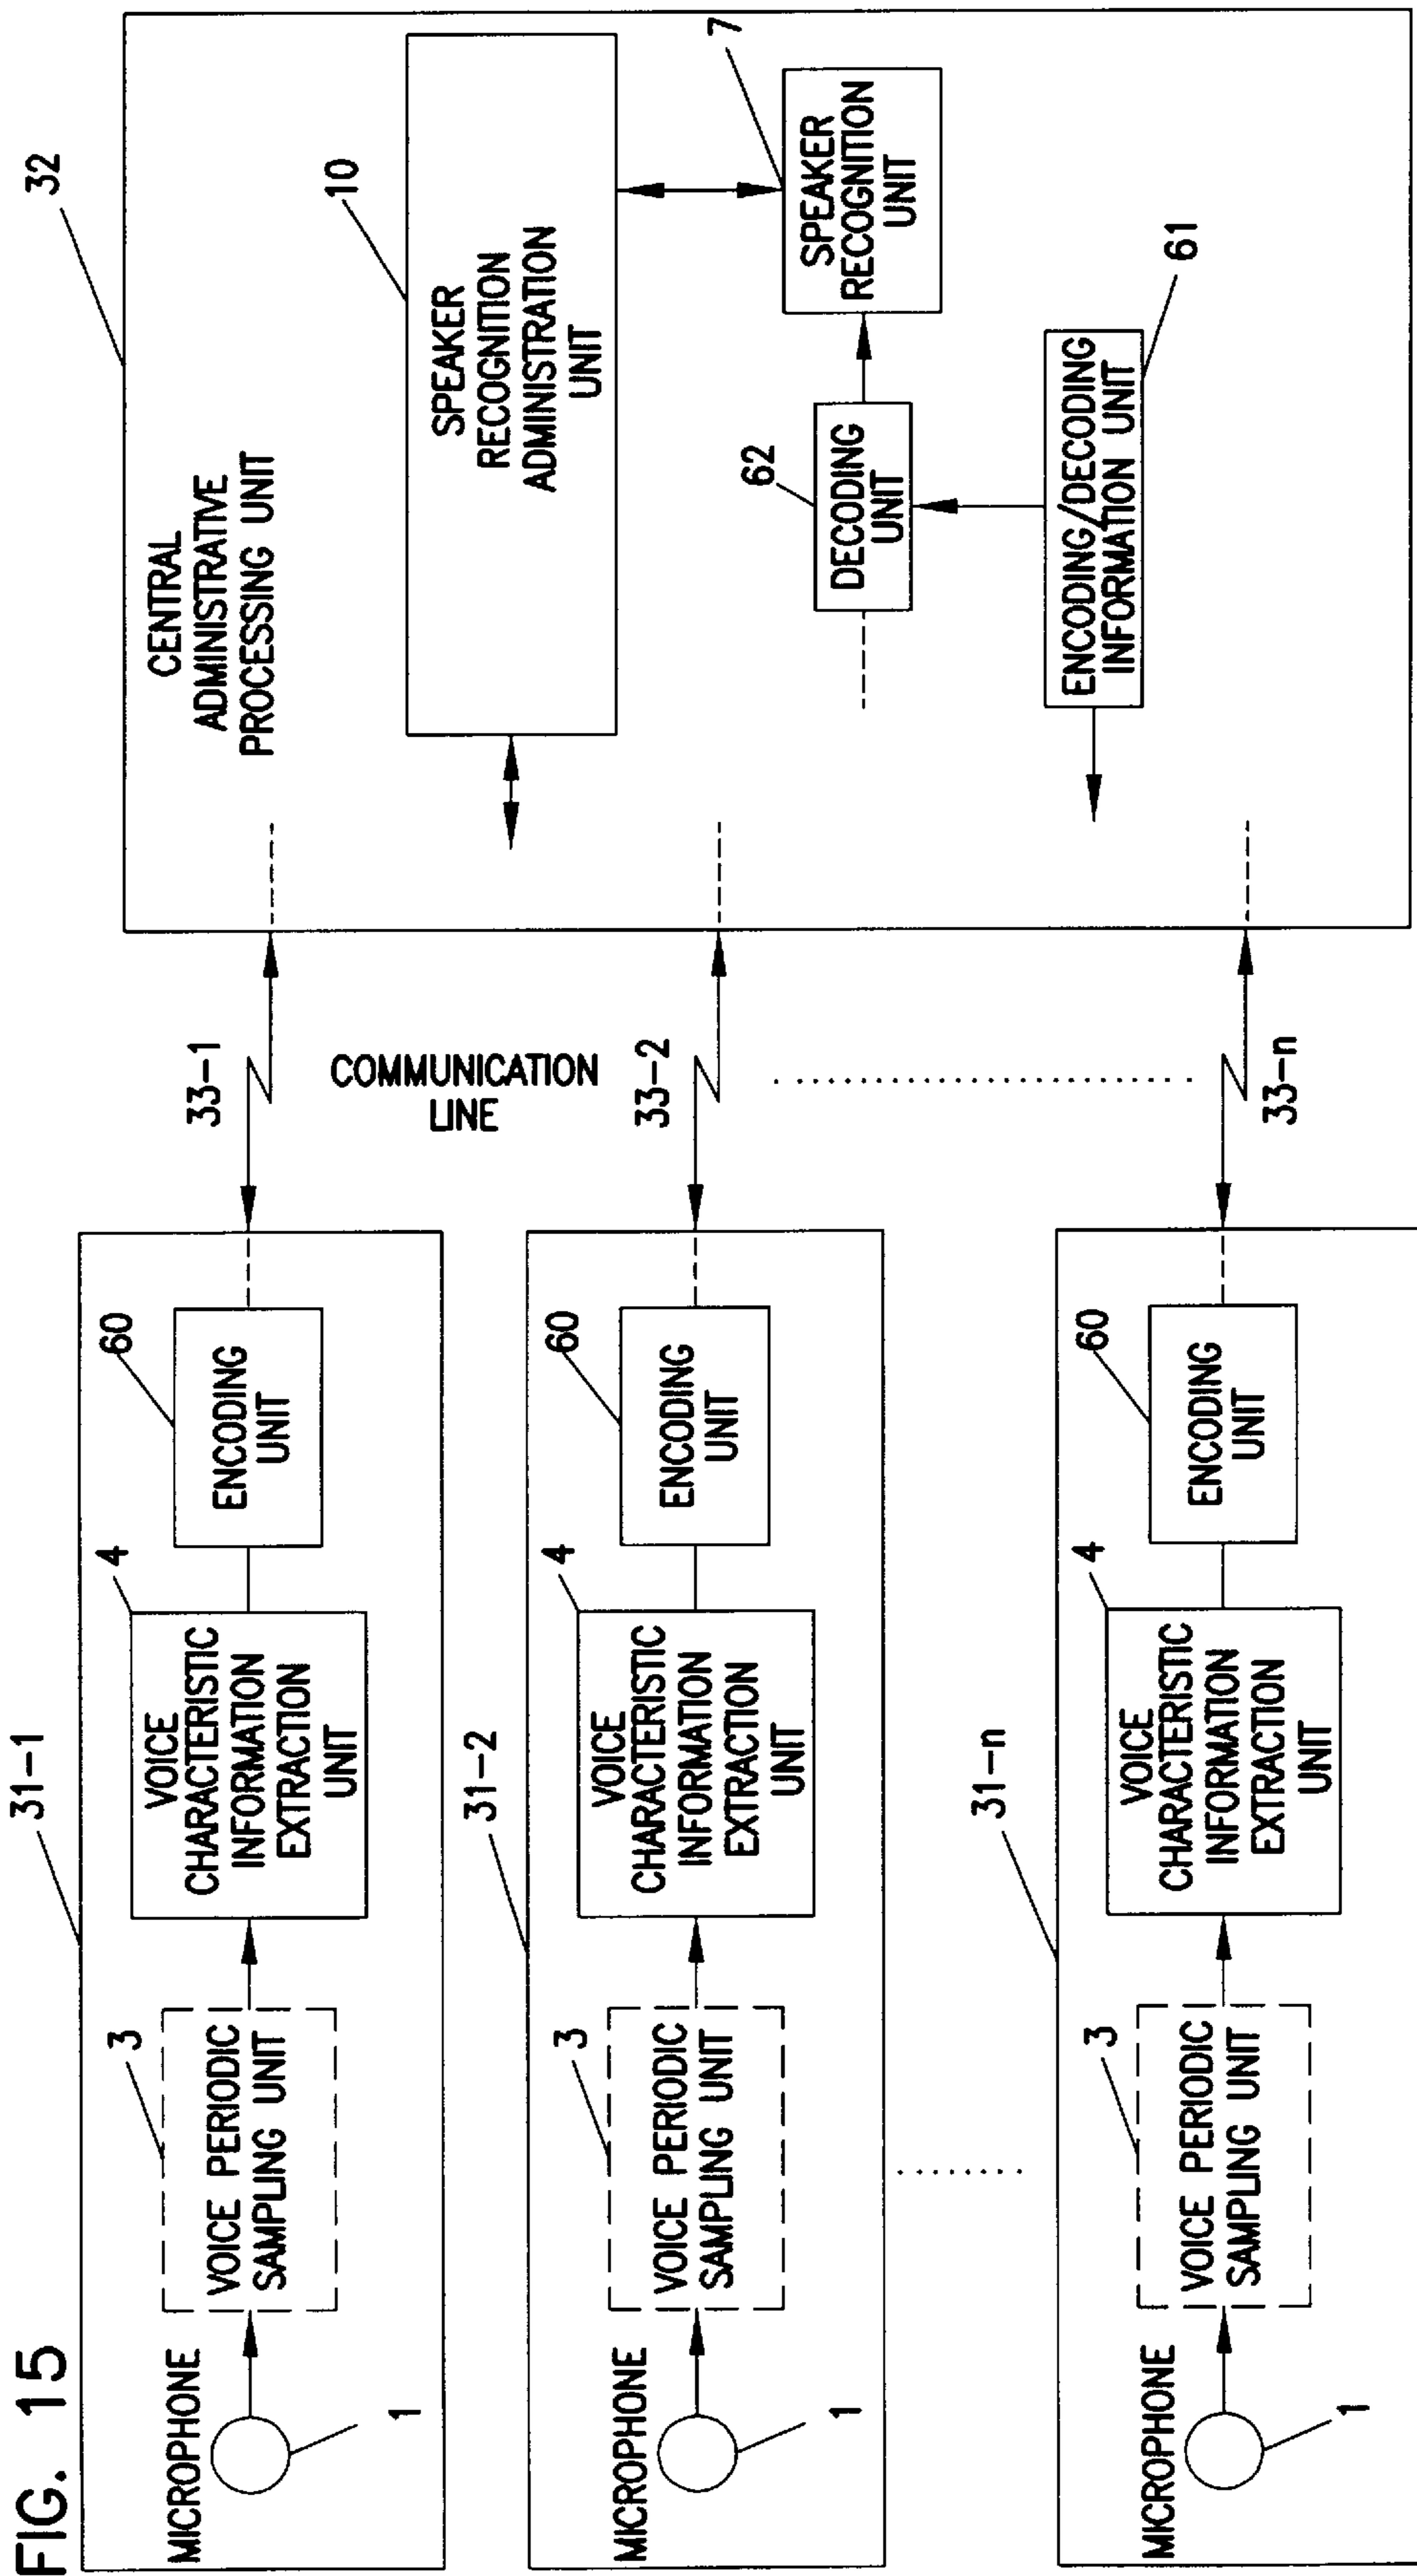 FIG. 15
31-1
MICROPHONE
1
3
VOICE PERIODIC
SAMPLING UNIT
4
VOICE
CHARACTERISTIC
INFORMATION
EXTRACTION
UNIT
60
ENCODING
UNIT
31-2
MICROPHONE
1
3
VOICE PERIODIC
SAMPLING UNIT
4
VOICE
CHARACTERISTIC
INFORMATION
EXTRACTION
UNIT
60
ENCODING
UNIT
31-n
MICROPHONE
1
3
VOICE PERIODIC
SAMPLING UNIT
4
VOICE
CHARACTERISTIC
INFORMATION
EXTRACTION
UNIT
60
ENCODING
UNIT
33-1
COMMUNICATION
LINE
33-2
33-n
32
CENTRAL
ADMINISTRATIVE
PROCESSING UNIT
10
SPEAKER
RECOGNITION
ADMINISTRATION
UNIT
7
SPEAKER
RECOGNITION
UNIT
62
DECODING
UNIT
61
ENCODING/DECODING
INFORMATION UNIT